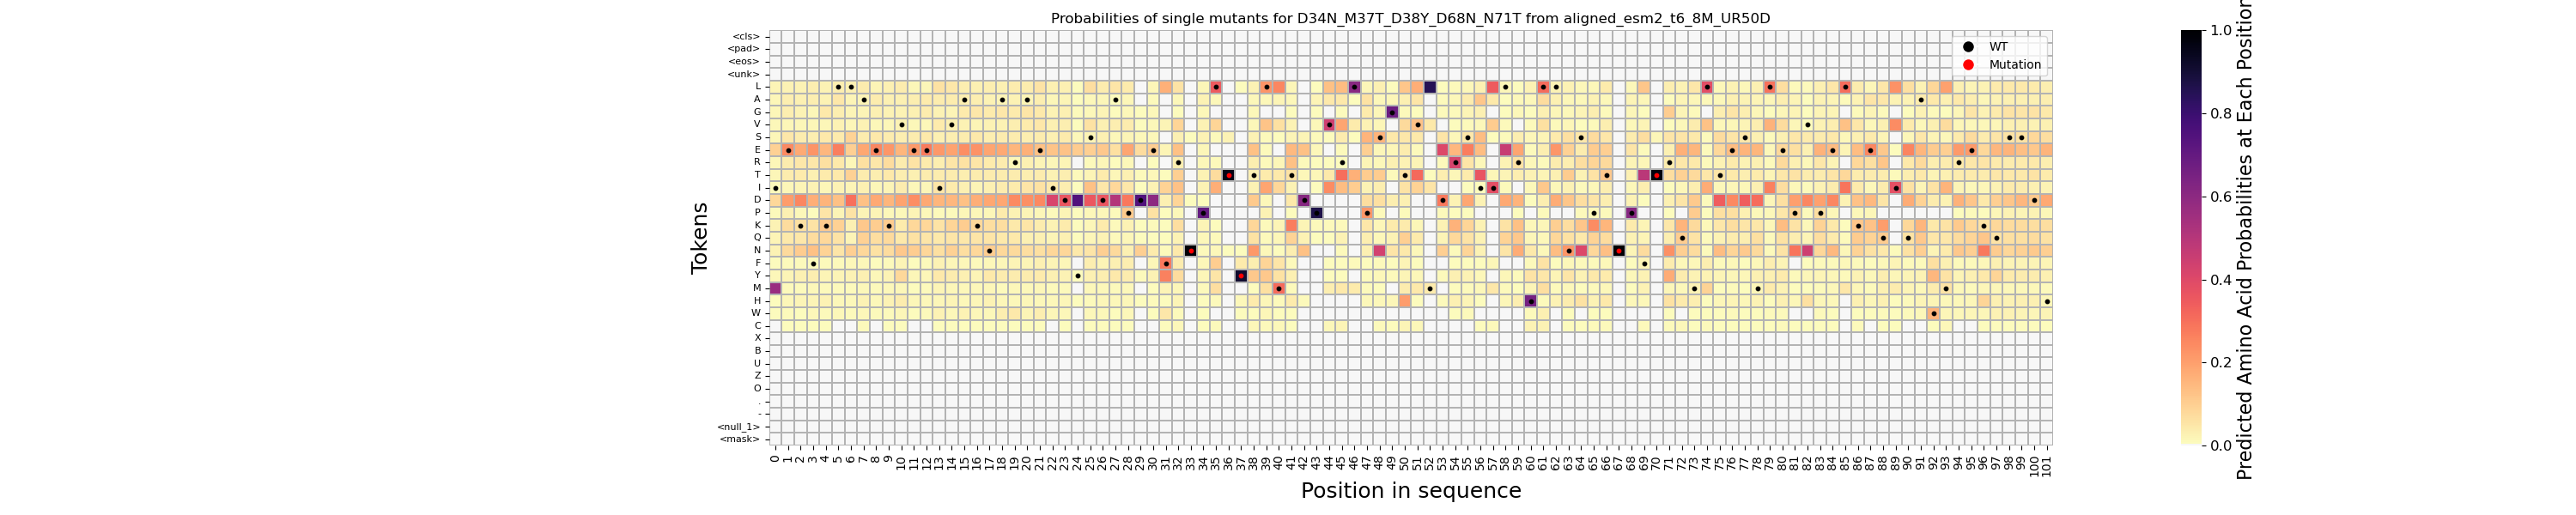 Probabilities of single mutants for D34N_M37T_D38Y_D68N_N71T from aligned_esm2_t6_8M_UR50D
WT
Mutation
Tokens
<cls>
<pad>
<eos>
<unk>
L
A
G
V
S
E
R
T
I
D
P
K
Q
N
F
Y
M
H
W
C
X
B
U
Z
O
.
-
<null_1>
<mask>
0 1 2 3 4 5 6 7 8 9 10 11 12 13 14 15 16 17 18 19 20 21 22 23 24 25 26 27 28 29 30 31 32 33 34 35 36 37 38 39 40 41 42 43 44 45 46 47 48 49 50 51 52 53 54 55 56 57 58 59 60 61 62 63 64 65 66 67 68 69 70 71 72 73 74 75 76 77 78 79 80 81 82 83 84 85 86 87 88 89 90 91 92 93 94 95 96 97 98 99 100 101
Position in sequence
1.0
0.8
0.6
0.4
0.2
0.0
Predicted Amino Acid Probabilities at Each Position